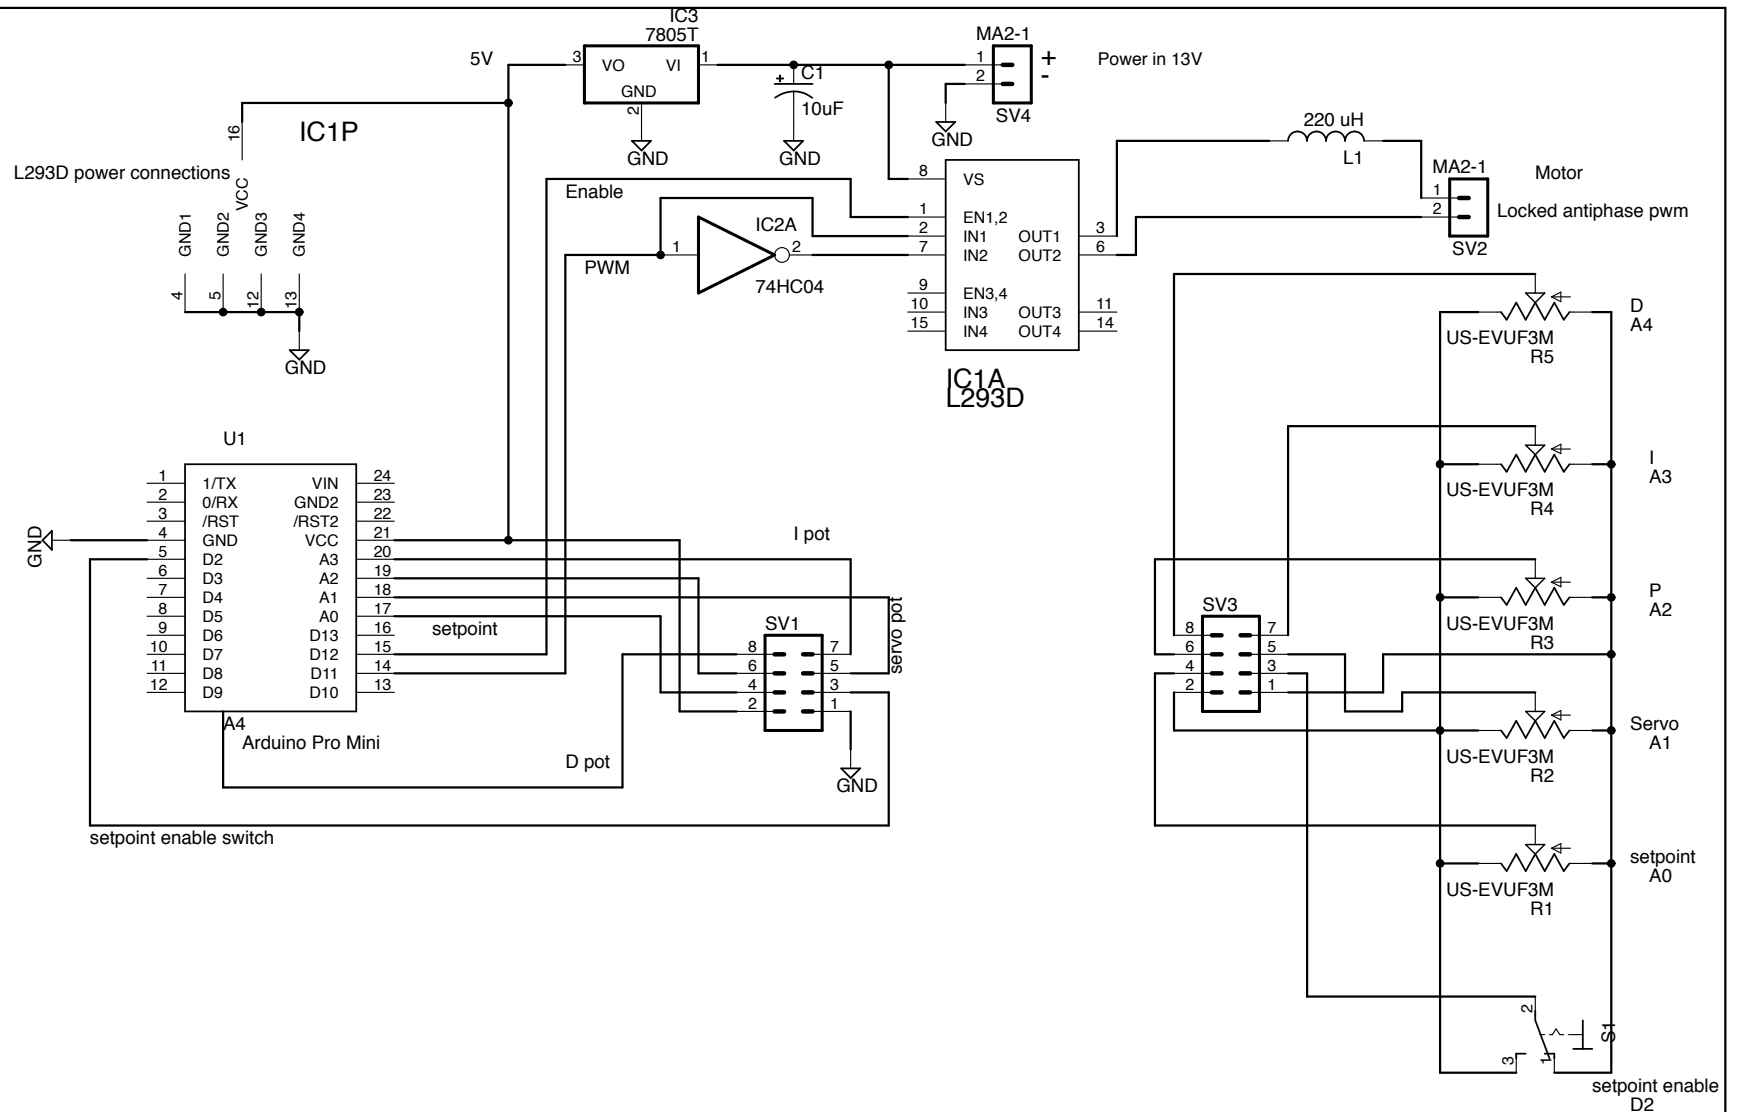 IC3
7805T
5V
3
VO
VI
1
GND
2
GND
C1
+
10uF
GND
MA2-1
1
2
+
-
SV4
GND
Power in 13V
IC1P
16
VCC
L293D power connections
GND1
GND2
GND3
GND4
4
5
12
13
GND
Enable
PWM
1
IC2A
2
74HC04
8 VS
1 EN1,2
2 IN1
7 IN2
9 EN3,4
10 IN3
15 IN4
OUT1 3
OUT2 6
OUT3 11
OUT4 14
IC1A
L293D
220 uH
L1
MA2-1
1
2
SV2
Motor
Locked antiphase pwm
U1
1 1/TX VIN 24
2 0/RX GND2 23
3 /RST /RST2 22
4 GND VCC 21
5 D2 A3 20
6 D3 A2 19
7 D4 A1 18
8 D5 A0 17
9 D6 D13 16
10 D7 D12 15
11 D8 D11 14
12 D9 D10 13
GND
A4
Arduino Pro Mini
setpoint
I pot
servo pot
SV1
8 7
6 5
4 3
2 1
GND
D pot
setpoint enable switch
SV3
8 7
6 5
4 3
2 1
D
A4
US-EVUF3M
R5
I
A3
US-EVUF3M
R4
P
A2
US-EVUF3M
R3
Servo
A1
US-EVUF3M
R2
setpoint
A0
US-EVUF3M
R1
2
3
1
S1
setpoint enable
D2